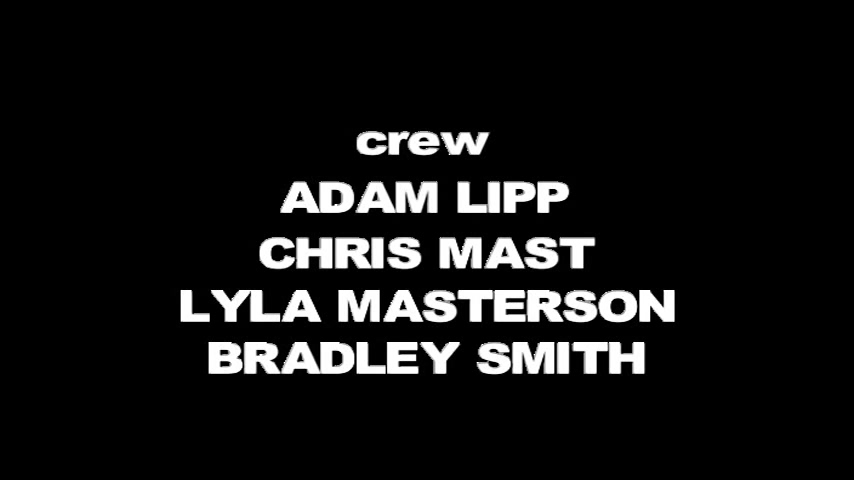 crew
ADAM LIPP
CHRIS MAST
LYLA MASTERSON
BRADLEY SMITH